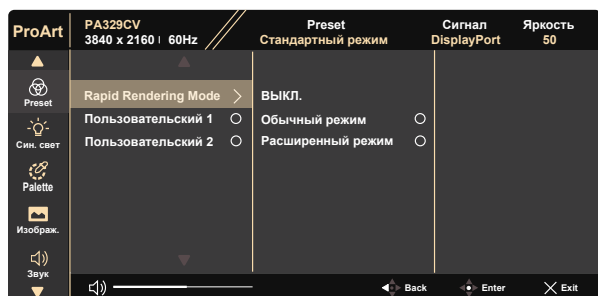 ProArt
PA329CV
3840 x 2160 | 60Hz
Preset
Стандартный режим
Сигнал
DisplayPort
Яркость
50
Preset
Син. свет
Palette
Изображ.
Звук
Rapid Rendering Mode
Пользовательский 1
Пользовательский 2
ВЫКЛ.
Обычный режим
Расширенный режим
Back
Enter
Exit